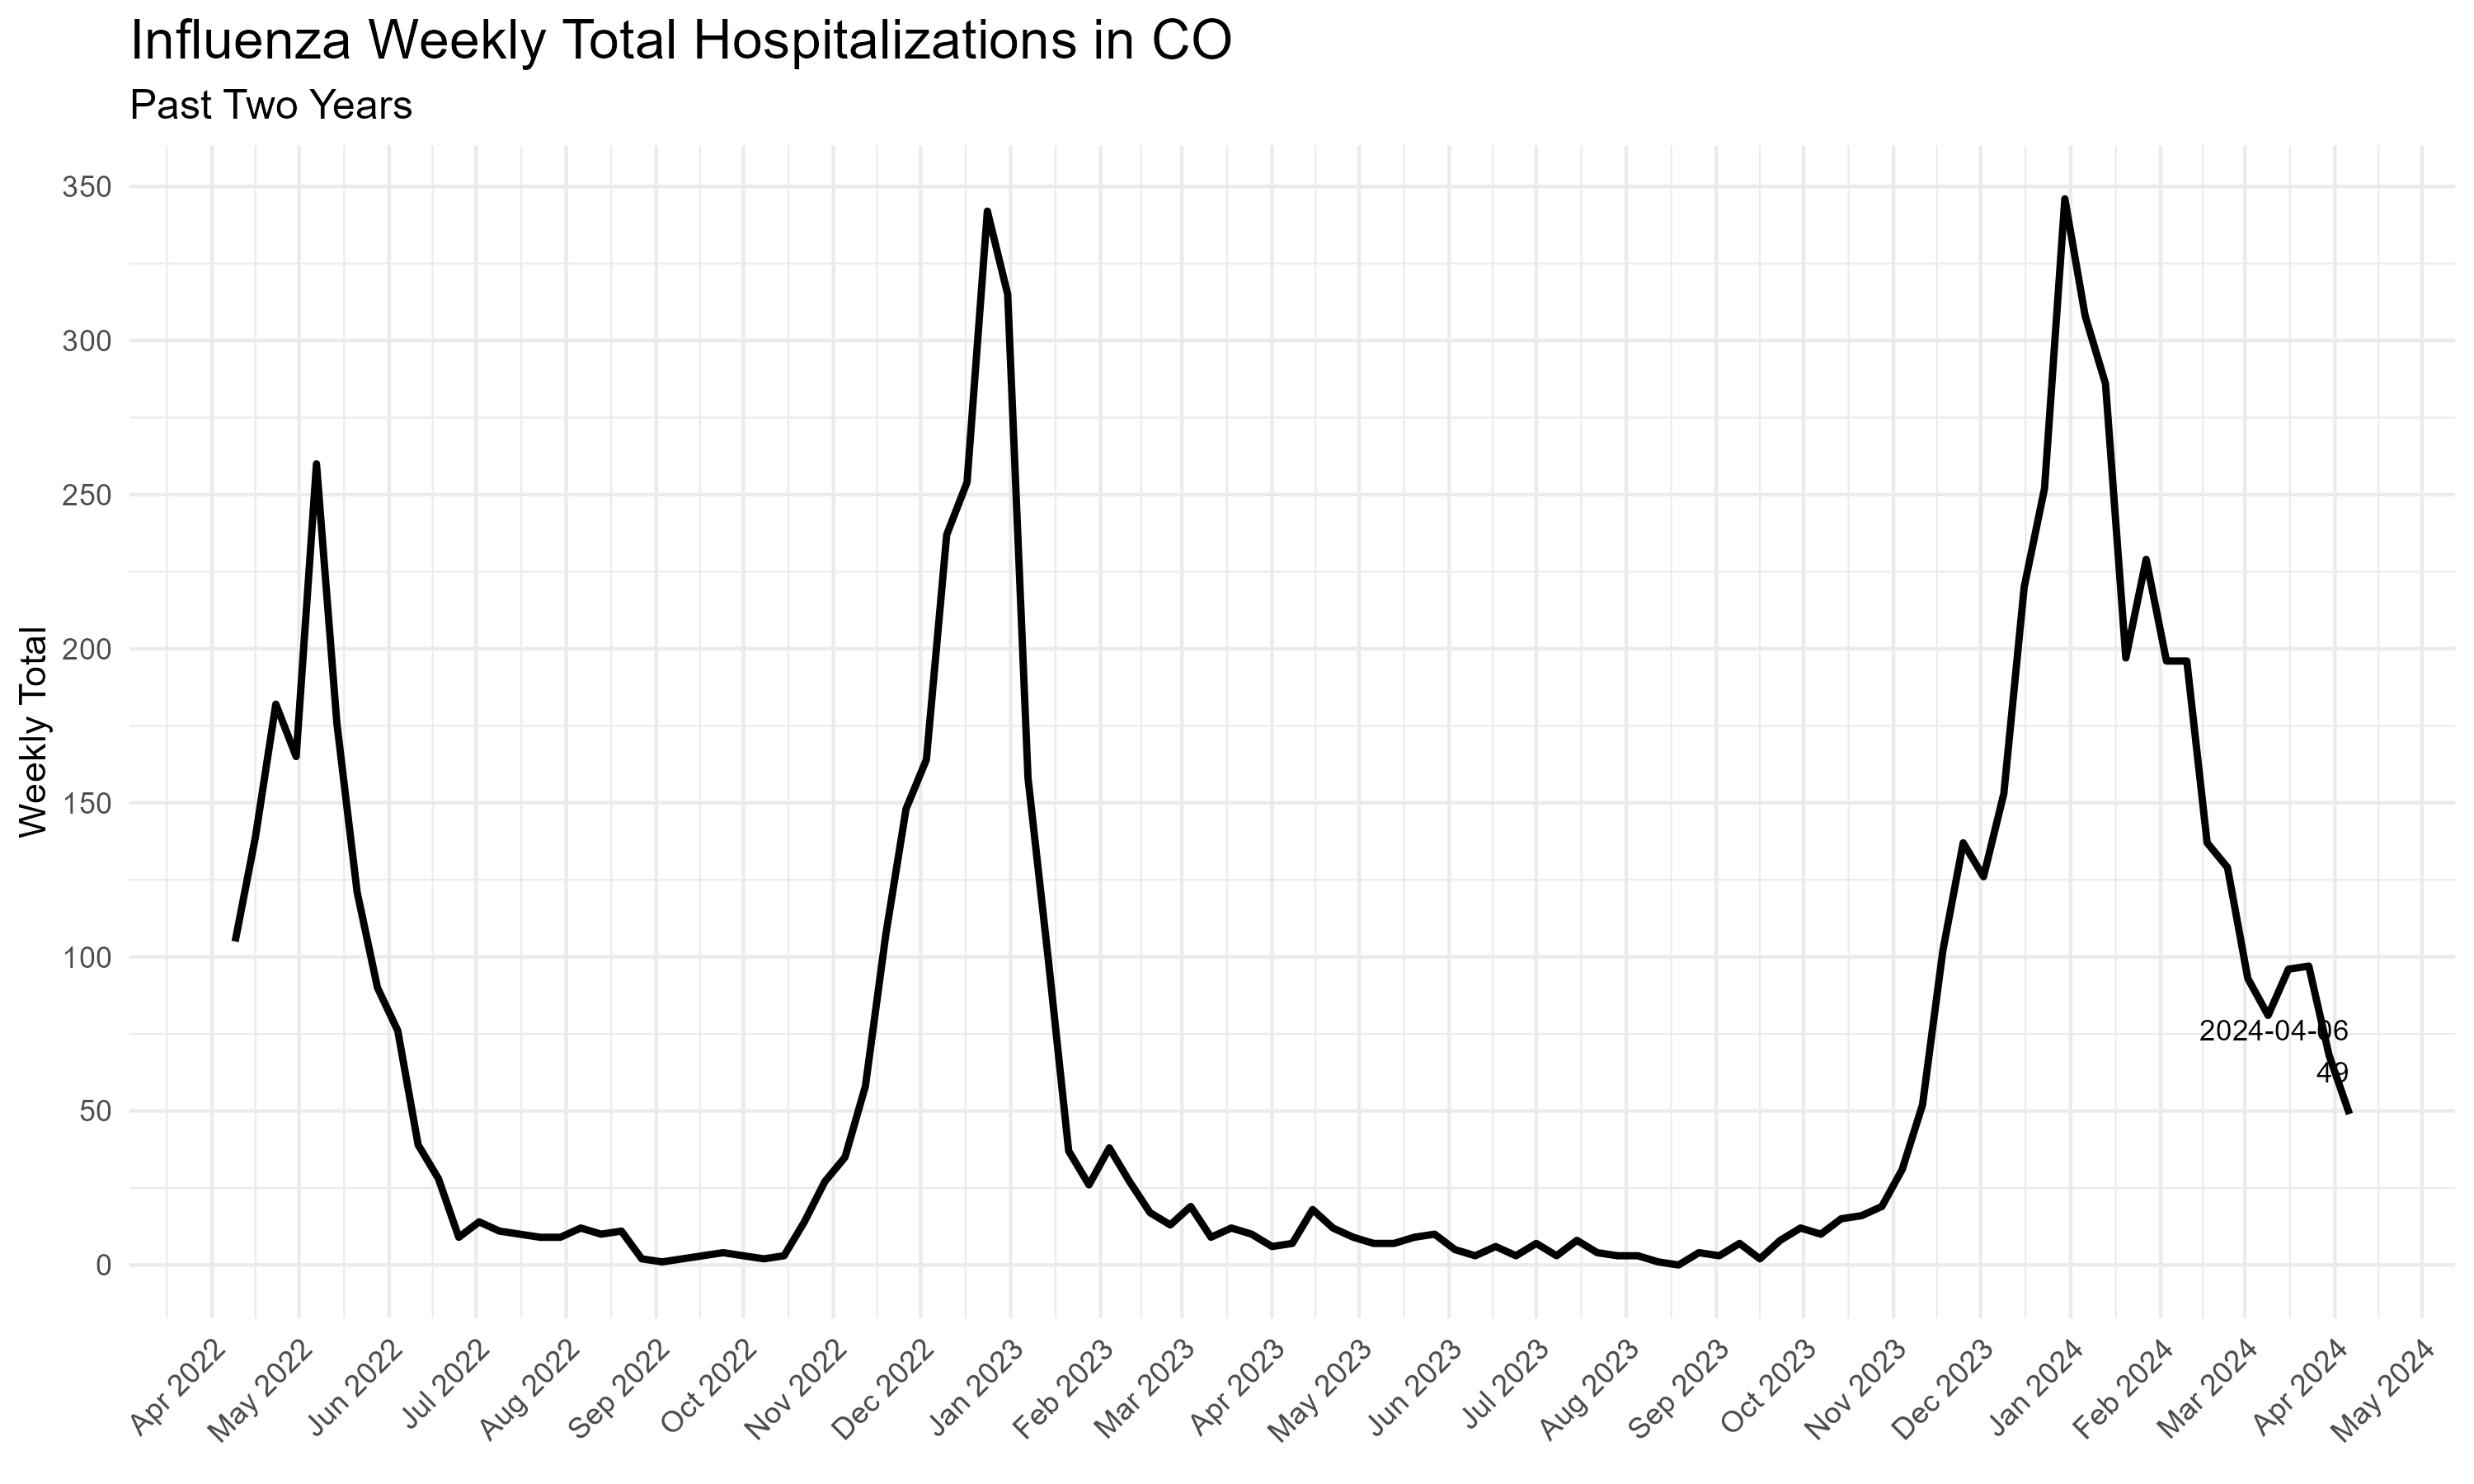 Influenza Weekly Total Hospitalizations in CO
Past Two Years
Weekly Total
350
300
250
200
150
100
50
0
2024-04-06
49
Apr 2022
May 2022
Jun 2022
Jul 2022
Aug 2022
Sep 2022
Oct 2022
Nov 2022
Dec 2022
Jan 2023
Feb 2023
Mar 2023
Apr 2023
May 2023
Jun 2023
Jul 2023
Aug 2023
Sep 2023
Oct 2023
Nov 2023
Dec 2023
Jan 2024
Feb 2024
Mar 2024
Apr 2024
May 2024